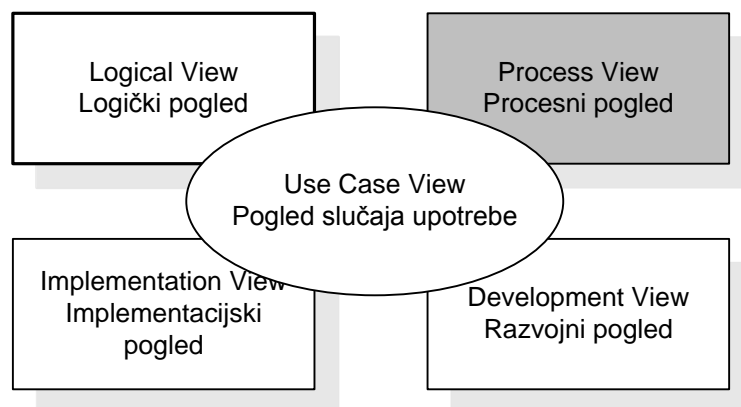 Logical View
Logički pogled
Process View
Procesni pogled
Use Case View
Pogled slučaja upotrebe
Implementation View
Implementacijski
pogled
Development View
Razvojni pogled